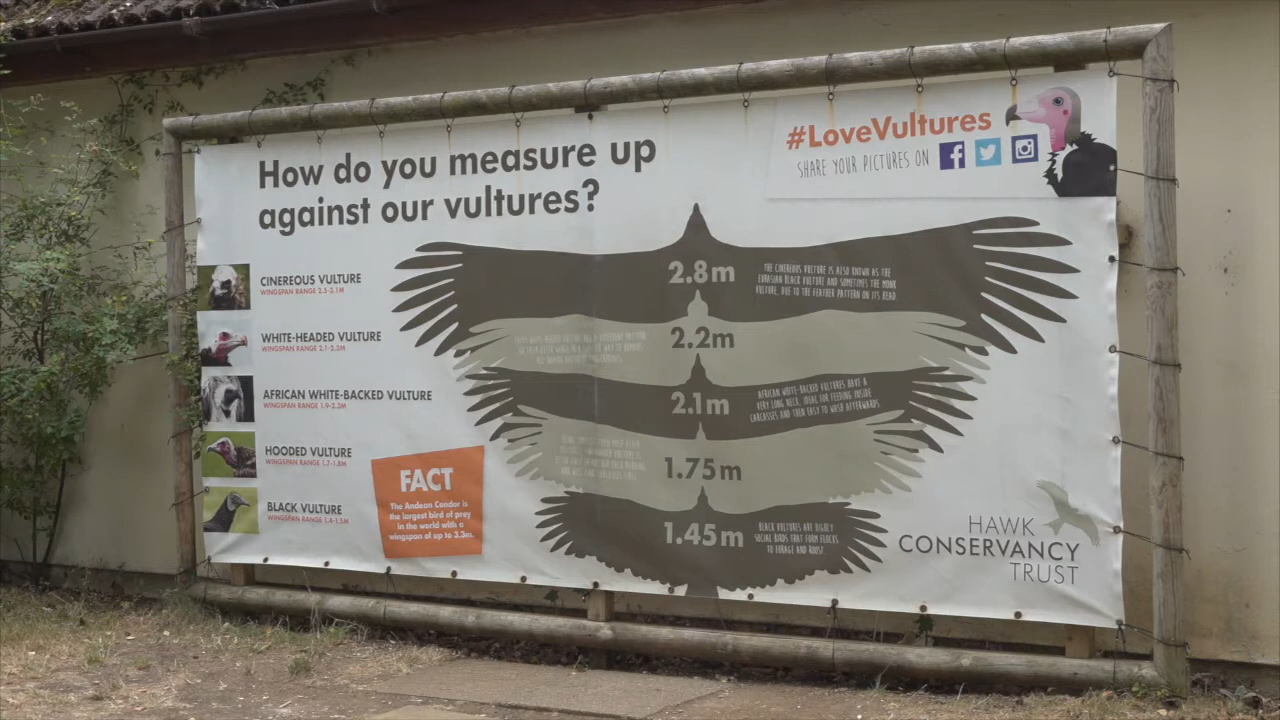 How do you measure up
against our vultures?
#LoveVultures
SHARE YOUR PICTURES ON
CINEREOUS VULTURE
WINGSPAN RANGE 2.5-3.1M
WHITE-HEADED VULTURE
WINGSPAN RANGE 2.1-2.3M
AFRICAN WHITE-BACKED VULTURE
WINGSPAN RANGE 1.9-2.3M
HOODED VULTURE
WINGSPAN RANGE 1.7-1.8M
BLACK VULTURE
WINGSPAN RANGE 1.4-1.5M
FACT
The Andean Condor is
the largest bird of prey
in the world with a
wingspan of up to 3.3m.
2.8m
THE CINEREOUS VULTURE IS ALSO KNOWN AS THE
EURASIAN BLACK VULTURE AND SOMETIMES THE MONK
VULTURE, DUE TO THE FEATHER PATTERN ON ITS HEAD
2.2m
2.1m
AFRICAN WHITE-BACKED VULTURES HAVE A
VERY LONG NECK, IDEAL FOR FEEDING INSIDE
CARCASSES AND THEN EASY TO WASH AFTERWARDS
1.75m
1.45m
BLACK VULTURES ARE HIGHLY
SOCIAL BIRDS THAT FORM FLOCKS
TO FORAGE AND ROOST
HAWK
CONSERVANCY
TRUST